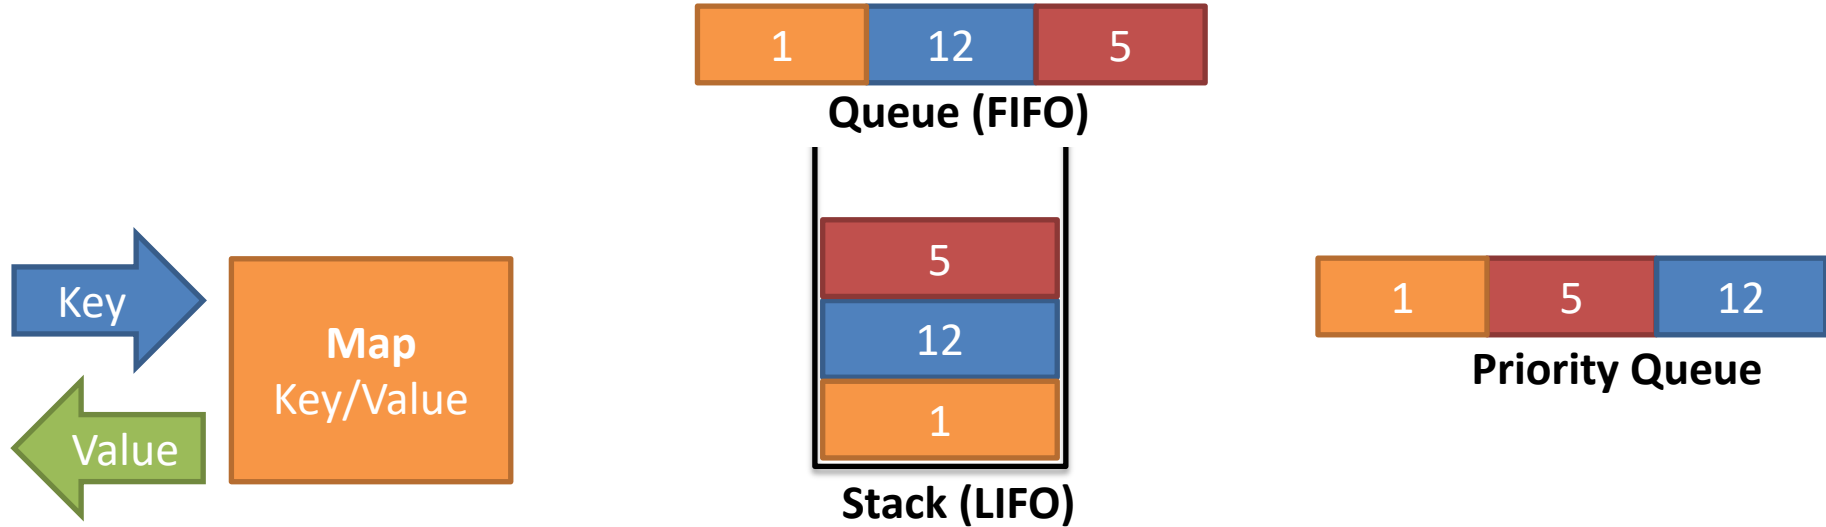 1 12 5
Queue (FIFO)
5
12
1
Stack (LIFO)
Key
Value
Map
Key/Value
1 5 12
Priority Queue